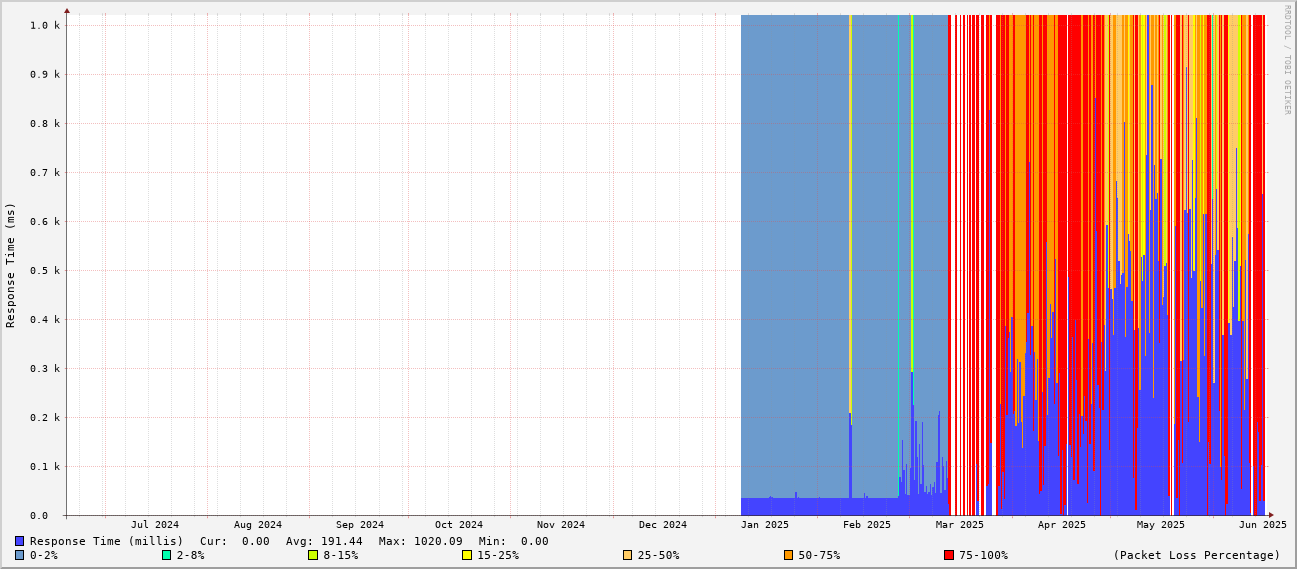 RRDTOOL / TOBI OETIKER
Response Time (ms)
1.0 k
0.9 k
0.8 k
0.7 k
0.6 k
0.5 k
0.4 k
0.3 k
0.2 k
0.1 k
0.0
Jul 2024 Aug 2024 Sep 2024 Oct 2024 Nov 2024 Dec 2024 Jan 2025 Feb 2025 Mar 2025 Apr 2025 May 2025 Jun 2025
Response Time (millis) Cur: 0.00 Avg: 191.44 Max: 1020.09 Min: 0.00
0-2% 2-8% 8-15% 15-25% 25-50% 50-75% 75-100% (Packet Loss Percentage)